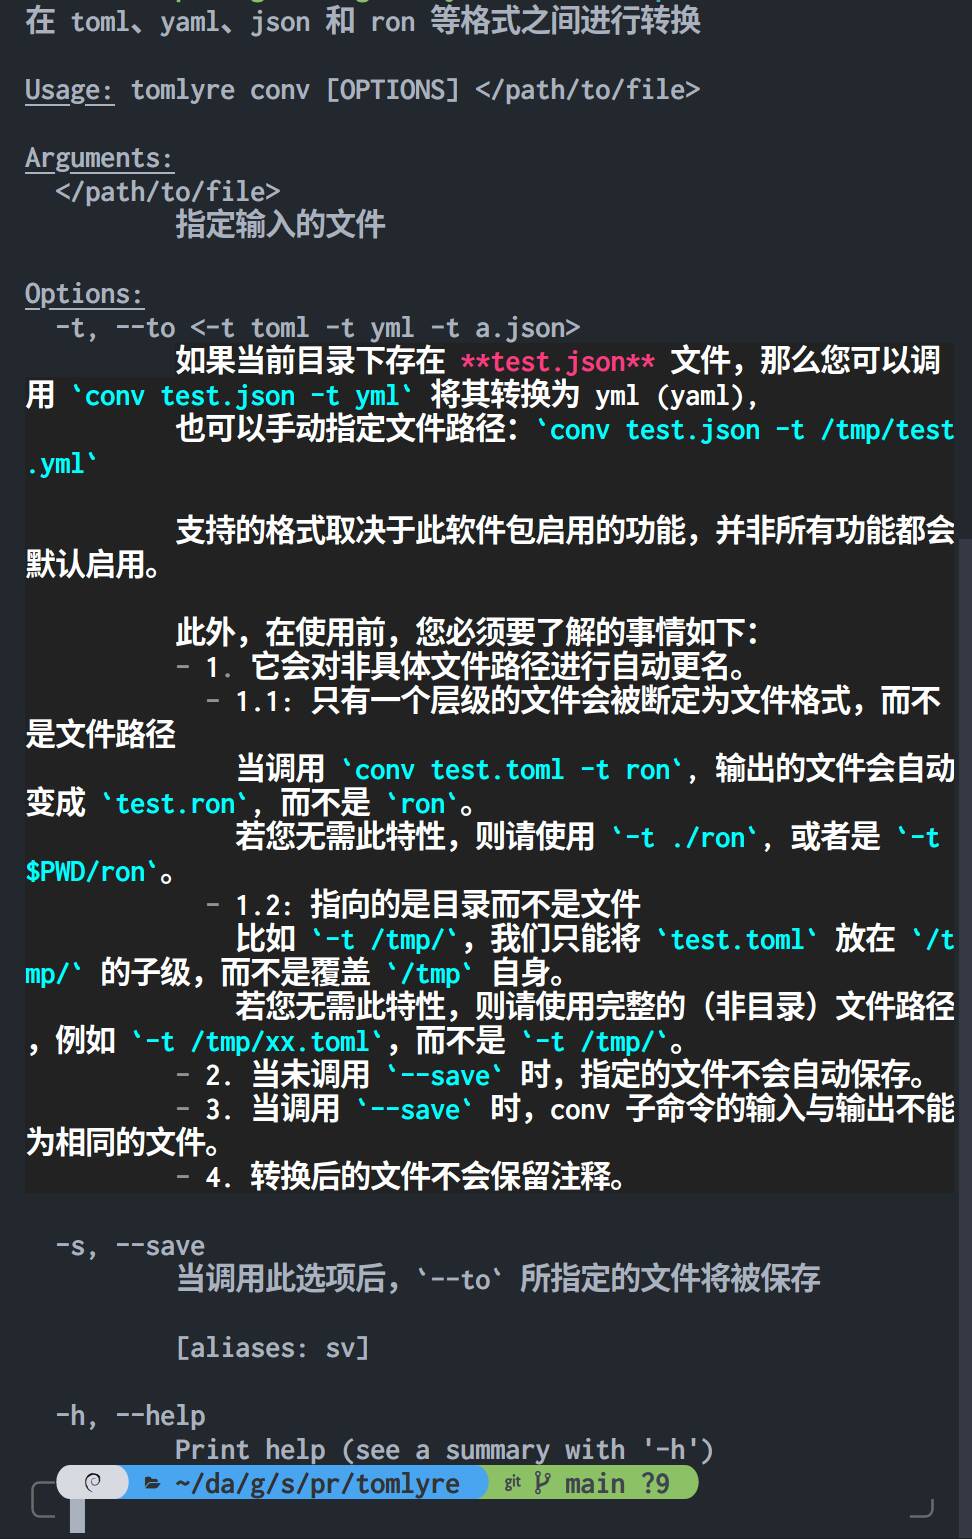 在 toml、yaml、json 和 ron 等格式之间进行转换
Usage: tomlyre conv [OPTIONS] </path/to/file>
Arguments:
</path/to/file>
指定输入的文件
Options:
-t, --to <-t toml -t yml -t a.json>
如果当前目录下存在 **test.json** 文件，那么您可以调
用 `conv test.json -t yml` 将其转换为 yml (yaml),
也可以手动指定文件路径：`conv test.json -t /tmp/test
.yml`
支持的格式取决于此软件包启用的功能，并非所有功能都会
默认启用。
此外，在使用前，您必须要了解的事情如下：
- 1. 它会对非具体文件路径进行自动更名。
- 1.1: 只有一个层级的文件会被断定为文件格式，而不
是文件路径
当调用 `conv test.toml -t ron`, 输出的文件会自动
变成 `test.ron`, 而不是 `ron`。
若您无需此特性，则请使用 `-t ./ron`, 或者是 `-t
$PWD/ron`。
- 1.2: 指向的是目录而不是文件
比如 `-t /tmp/`，我们只能将 `test.toml` 放在 `/t
mp/` 的子级，而不是覆盖 `/tmp` 自身。
若您无需此特性，则请使用完整的（非目录）文件路径
，例如 `-t /tmp/xx.toml`，而不是 `-t /tmp/`。
- 2. 当未调用 `--save` 时，指定的文件不会自动保存。
- 3. 当调用 `--save` 时，conv 子命令的输入与输出不能
为相同的文件。
- 4. 转换后的文件不会保留注释。
-s, --save
当调用此选项后，`--to` 所指定的文件将被保存
[aliases: sv]
-h, --help
Print help (see a summary with '-h')
~/da/g/s/pr/tomlyre git main ?9